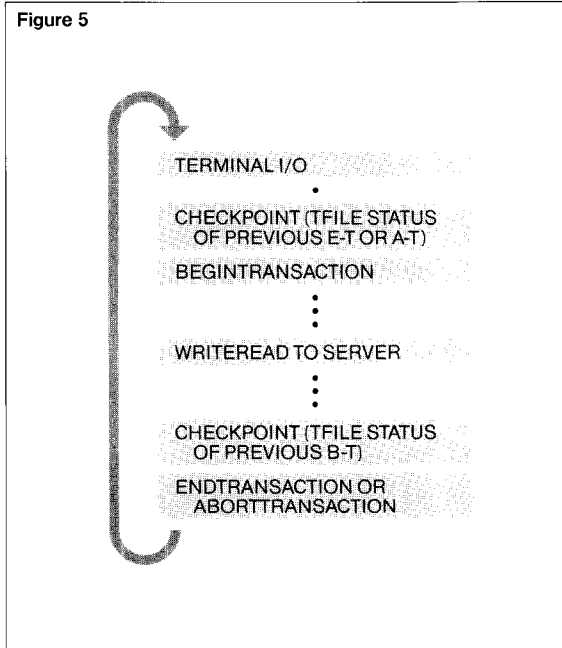 Figure 5
TERMINAL I/O
CHECKPOINT (TFILE STATUS
OF PREVIOUS E-T OR A-T)
BEGINTRANSACTION
WRITEREAD TO SERVER
CHECKPOINT (TFILE STATUS
OF PREVIOUS B-T)
ENDTRANSACTION OR
ABORTTRANSACTION